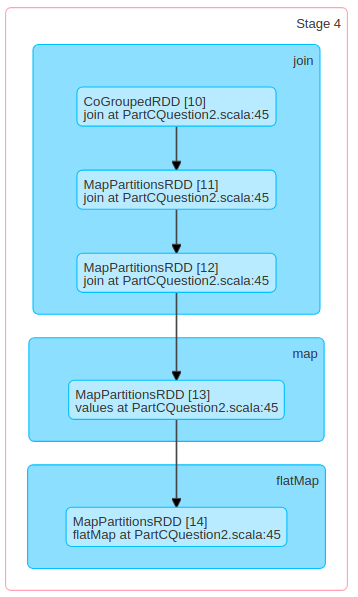 Stage 4
join
CoGroupedRDD [10]
join at PartCQuestion2.scala:45
MapPartitionsRDD [11]
join at PartCQuestion2.scala:45
MapPartitionsRDD [12]
join at PartCQuestion2.scala:45
map
MapPartitionsRDD [13]
values at PartCQuestion2.scala:45
flatMap
MapPartitionsRDD [14]
flatMap at PartCQuestion2.scala:45